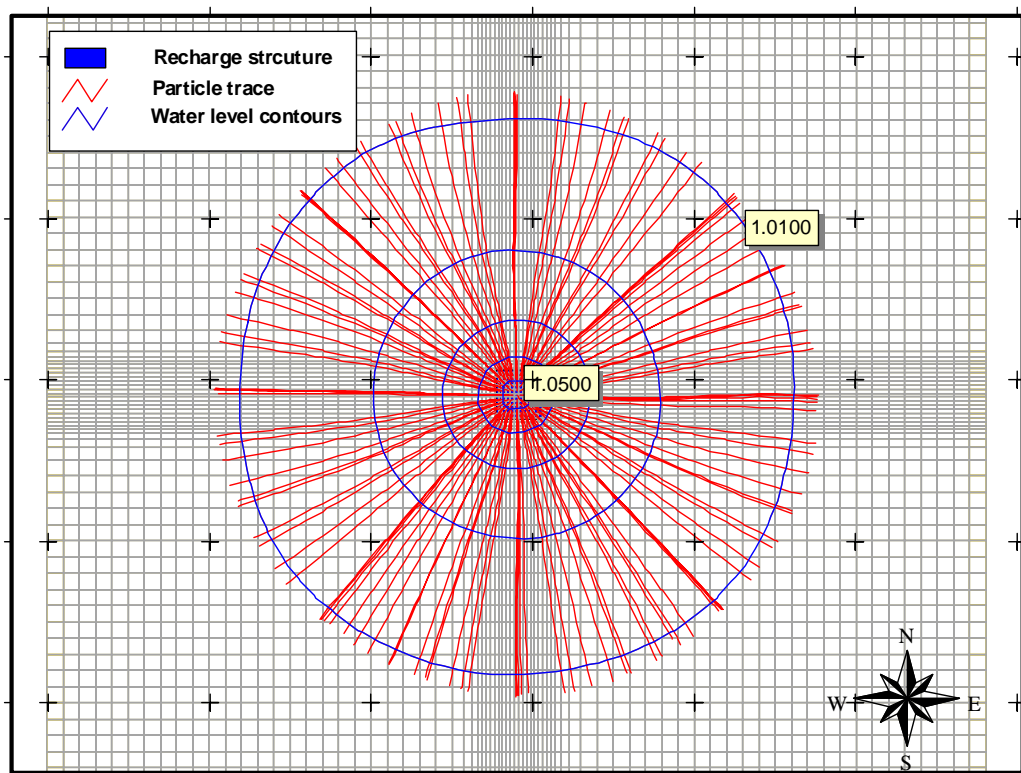 Recharge strcuture
Particle trace
Water level contours
1.0100
1.0500
N
W
E
S